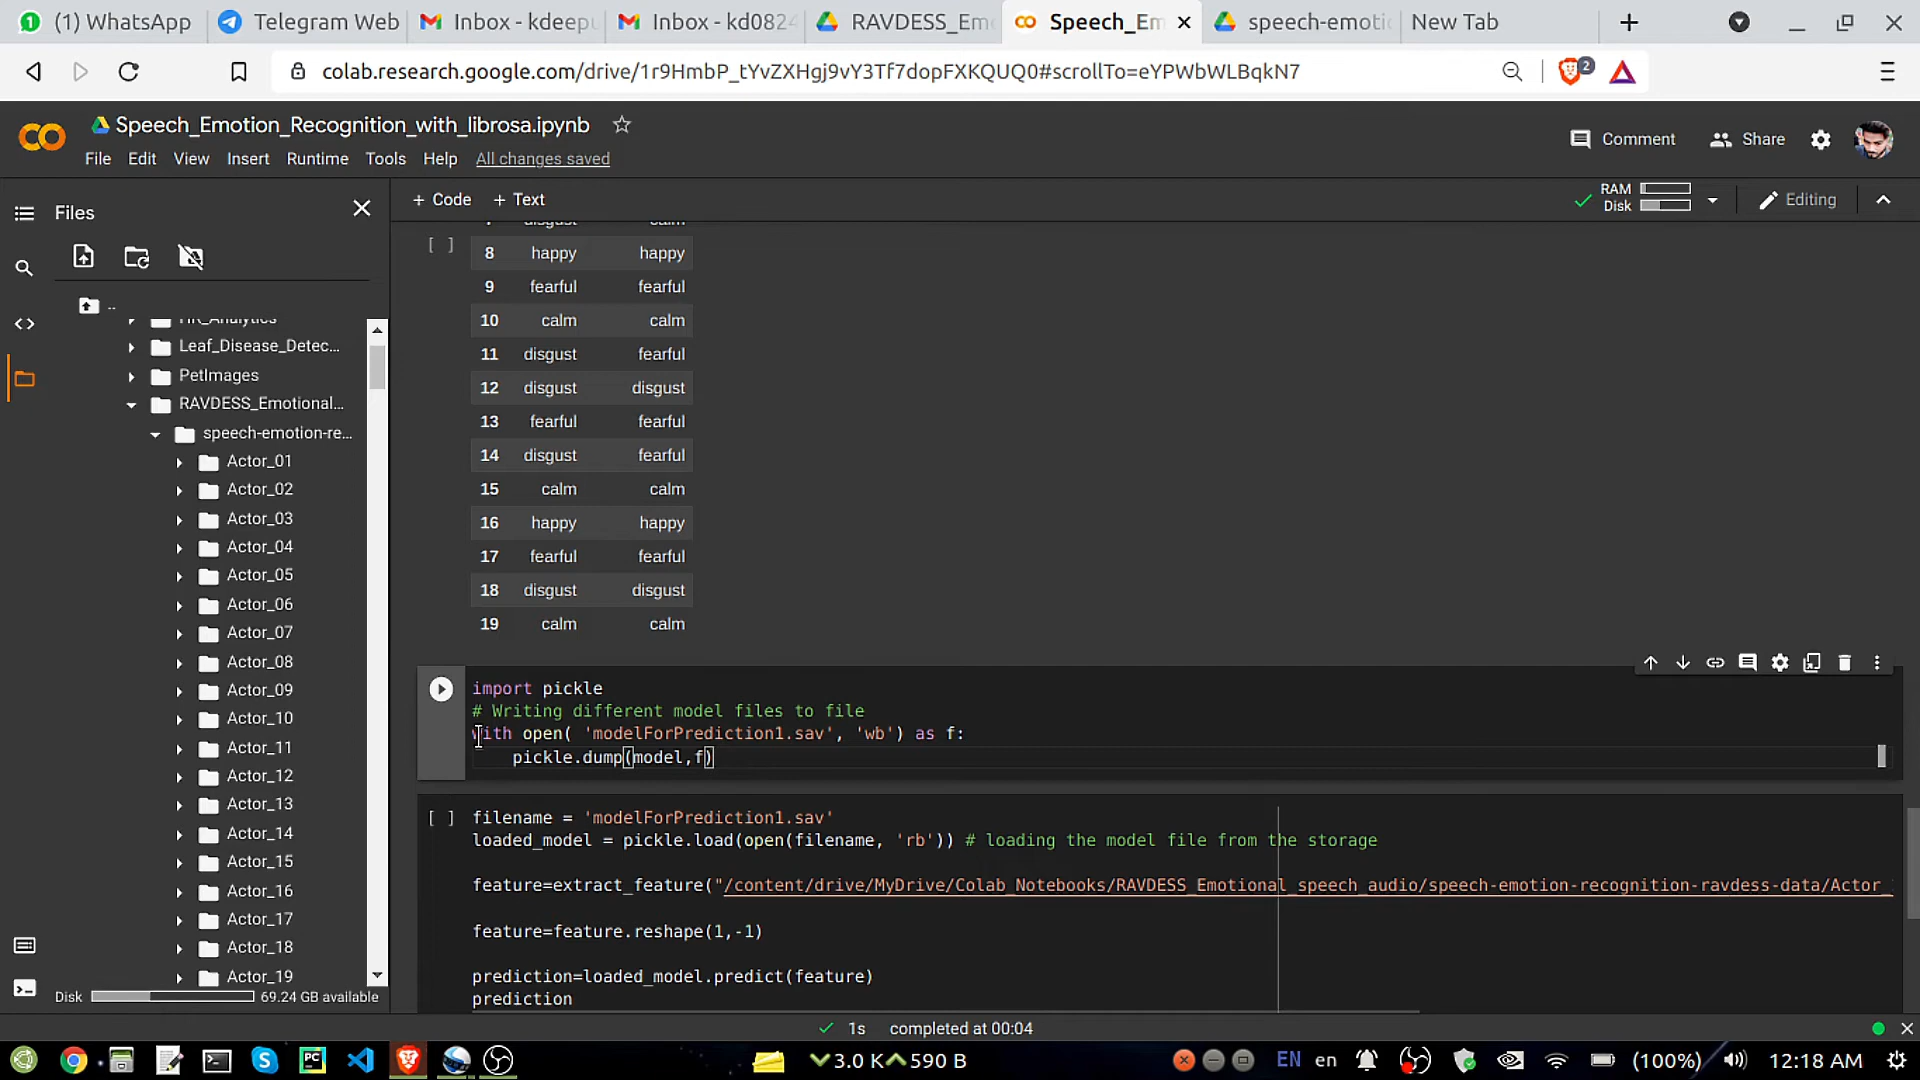 (1) WhatsApp
Telegram Web
Inbox - kdeepu
Inbox - kd0824
RAVDESS_Em
Speech_Em
speech-emoti
New Tab
colab.research.google.com/drive/1r9HmbP_tYvZXHgj9vY3Tf7dopFXKQUQ0#scrollTo=eYPWbWLBqkN7
2
CO
Speech_Emotion_Recognition_with_librosa.ipynb
Comment
Share
File Edit View Insert Runtime Tools Help All changes saved
Files
+ Code + Text
RAM
Disk
Editing
..
HR_Analytics
Leaf_Disease_Detec...
PetImages
RAVDESS_Emotional...
speech-emotion-re...
Actor_01
Actor_02
Actor_03
Actor_04
Actor_05
Actor_06
Actor_07
Actor_08
Actor_09
Actor_10
Actor_11
Actor_12
Actor_13
Actor_14
Actor_15
Actor_16
Actor_17
Actor_18
Actor_19
Disk 69.24 GB available
[ ]
7 disgust calm
8 happy happy
9 fearful fearful
10 calm calm
11 disgust fearful
12 disgust disgust
13 fearful fearful
14 disgust fearful
15 calm calm
16 happy happy
17 fearful fearful
18 disgust disgust
19 calm calm
import pickle
# Writing different model files to file
with open( 'modelForPrediction1.sav', 'wb') as f:
pickle.dump(model,f)
[ ] filename = 'modelForPrediction1.sav'
loaded_model = pickle.load(open(filename, 'rb')) # loading the model file from the storage
feature=extract_feature("/content/drive/MyDrive/Colab_Notebooks/RAVDESS_Emotional_speech_audio/speech-emotion-recognition-ravdess-data/Actor_
feature=feature.reshape(1,-1)
prediction=loaded_model.predict(feature)
prediction
1s completed at 00:04
3.0 K 590 B
EN en (100%) 12:18 AM